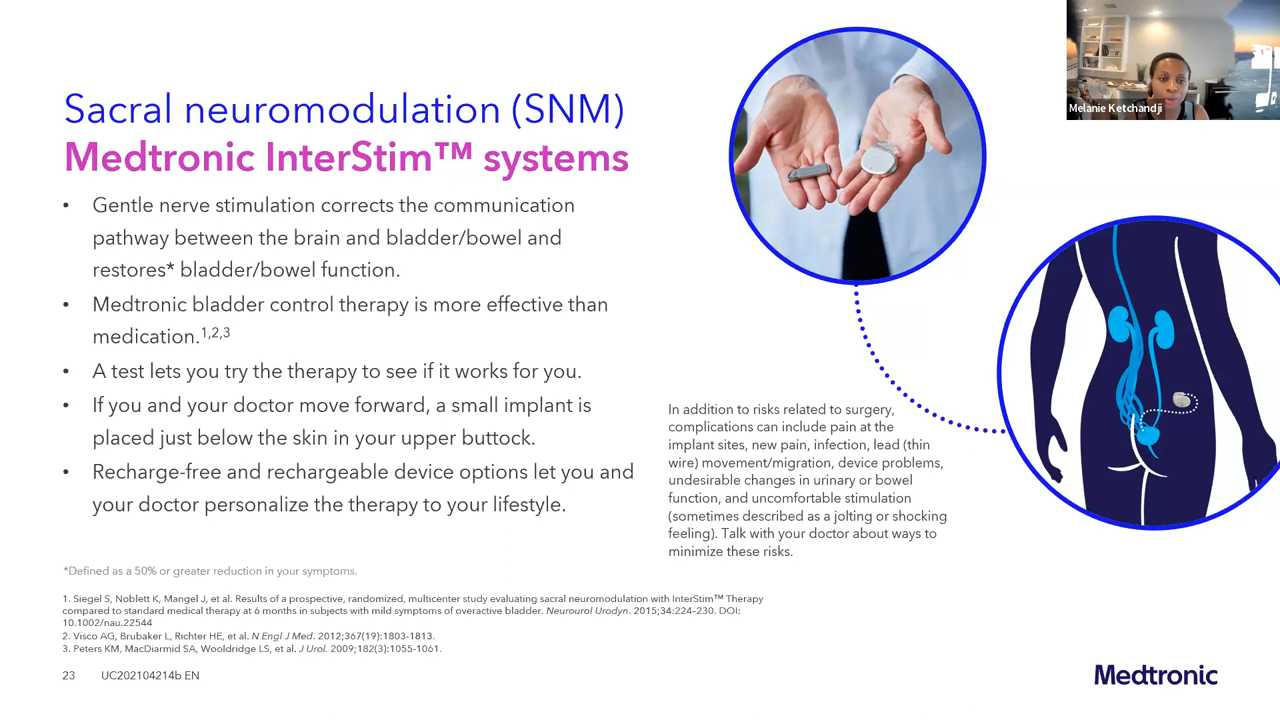 Sacral neuromodulation (SNM)
Medtronic InterStim™ systems
• Gentle nerve stimulation corrects the communication
pathway between the brain and bladder/bowel and
restores* bladder/bowel function.
• Medtronic bladder control therapy is more effective than
medication.1,2,3
• A test lets you try the therapy to see if it works for you.
• If you and your doctor move forward, a small implant is
placed just below the skin in your upper buttock.
• Recharge-free and rechargeable device options let you and
your doctor personalize the therapy to your lifestyle.
*Defined as a 50% or greater reduction in your symptoms.
1. Siegel S, Noblett K, Mangel J, et al. Results of a prospective, randomized, multicenter study evaluating sacral neuromodulation with InterStim™ Therapy
compared to standard medical therapy at 6 months in subjects with mild symptoms of overactive bladder. Neurourol Urodyn. 2015;34:224–230. DOI:
10.1002/nau.22544
2. Visco AG, Brubaker L, Richter HE, et al. N Engl J Med. 2012;367(19):1803-1813.
3. Peters KM, MacDiarmid SA, Wooldridge LS, et al. J Urol. 2009;182(3):1055-1061.
23 UC202104214b EN
In addition to risks related to surgery,
complications can include pain at the
implant sites, new pain, infection, lead (thin
wire) movement/migration, device problems,
undesirable changes in urinary or bowel
function, and uncomfortable stimulation
(sometimes described as a jolting or shocking
feeling). Talk with your doctor about ways to
minimize these risks.
Melanie Ketchandji
Medtronic